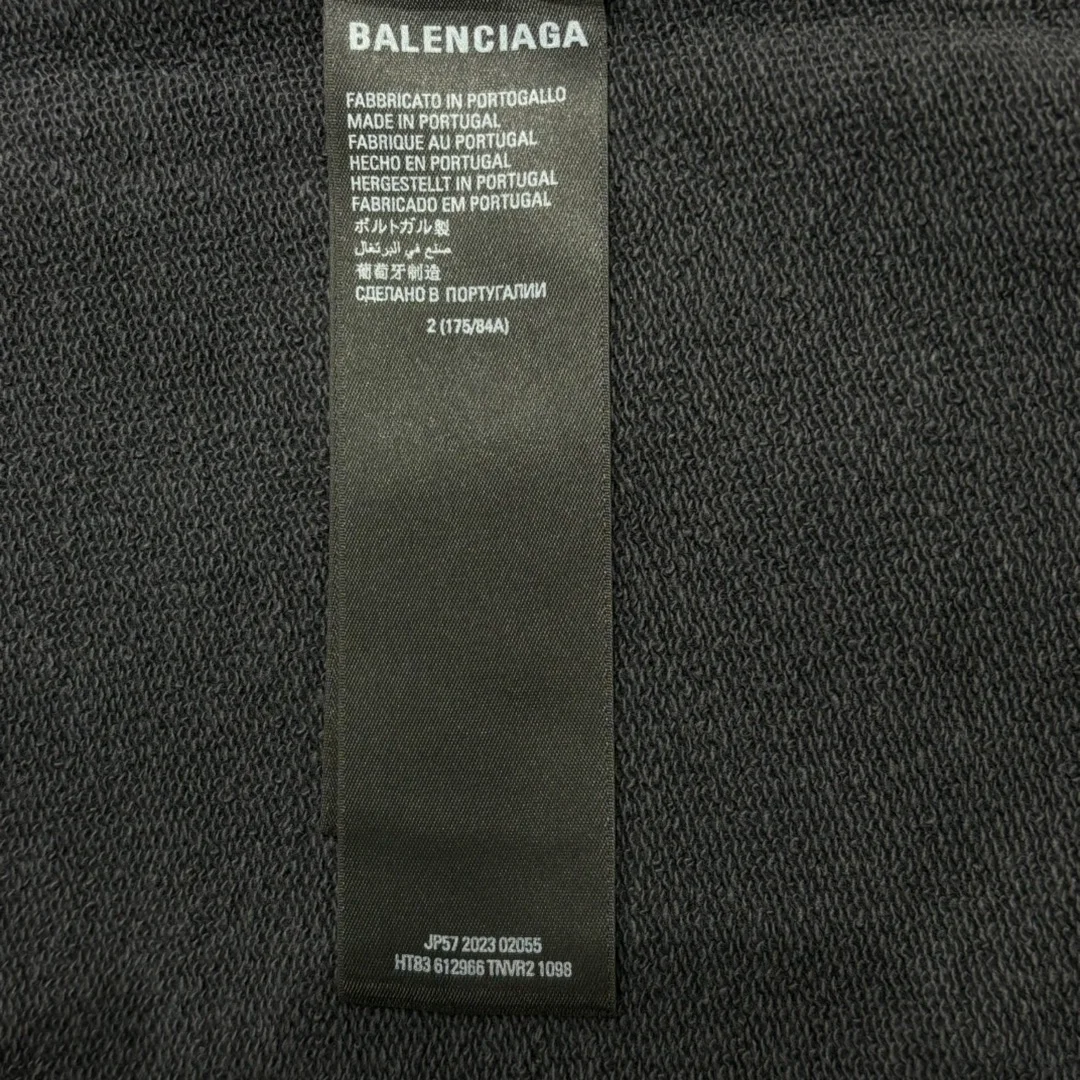 BALENCIAGA
FABBRICATO IN PORTOGALLO
MADE IN PORTUGAL
FABRIQUE AU PORTUGAL
HECHO EN PORTUGAL
HERGESTELLT IN PORTUGAL
FABRICADO EM PORTUGAL
ポルトガル製
صنع في البرتغال
葡萄牙制造
СДЕЛАНО В ПОРТУГАЛИИ
2 (175/84A)
JP57 2023 02055
HT83 612966 TNVR2 1098